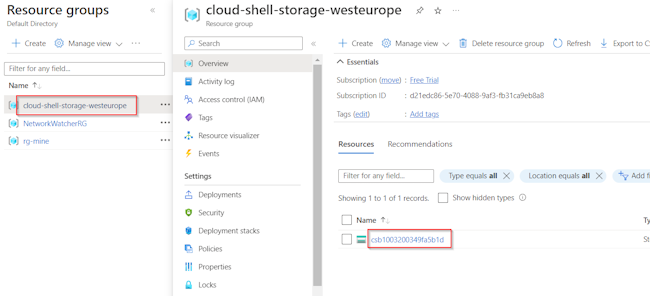 Resource groups «
Default Directory
Create Manage view ...
Filter for any field...
Name ↑↓
cloud-shell-storage-westeurope ...
NetworkWatcherRG ...
rg-mine ...
cloud-shell-storage-westeurope ...
Resource group
Search «
Overview
Activity log
Access control (IAM)
Tags
Resource visualizer
Events
Settings
Deployments
Security
Deployment stacks
Policies
Properties
Locks
Create Manage view Delete resource group Refresh Export to C
Essentials
Subscription (move) : Free Trial
Subscription ID : d21edc86-5e70-4088-9af3-fb31ca9eb8a8
Tags (edit) : Add tags
Resources Recommendations
Filter for any field... Type equals all Location equals all Add fi
Showing 1 to 1 of 1 records. Show hidden types
Name ↑↓ Ty
csb1003200349fa5b1d St